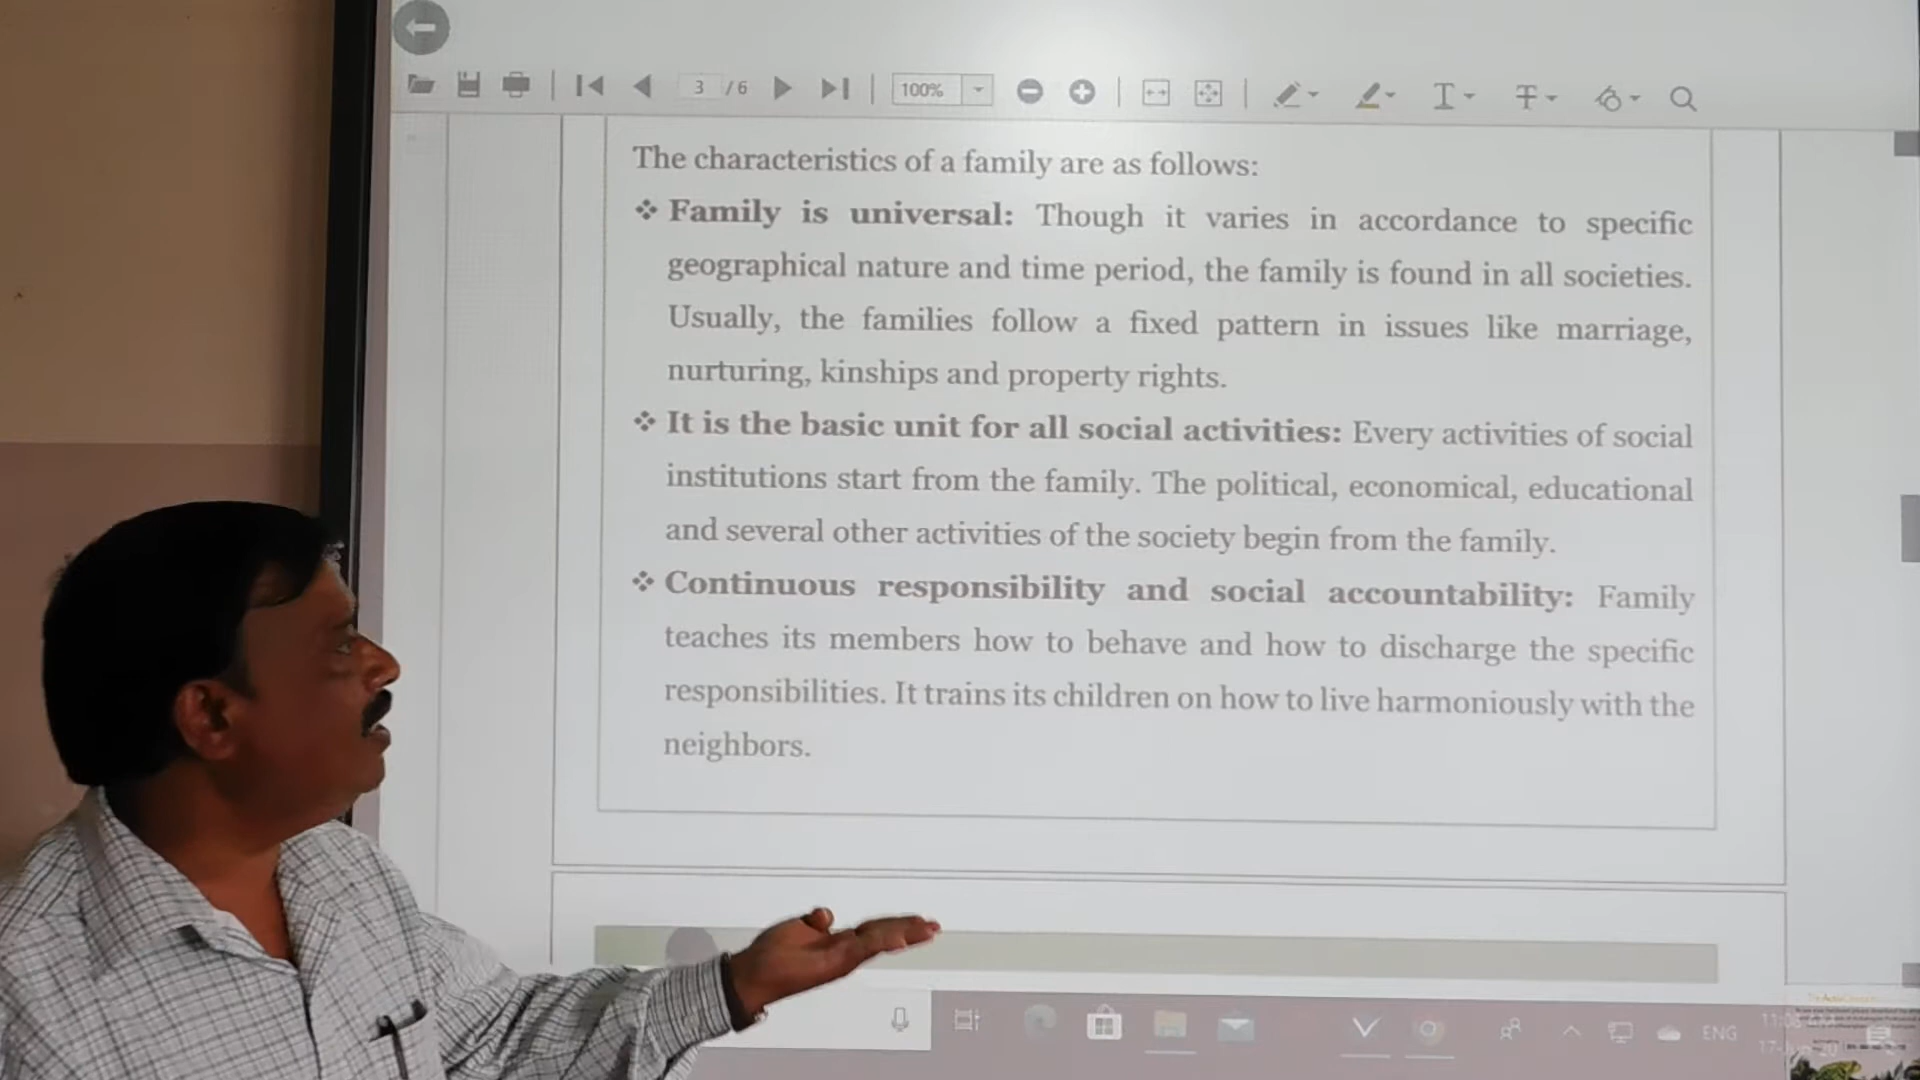 3 / 6
100%
The characteristics of a family are as follows:
❖ Family is universal: Though it varies in accordance to specific
geographical nature and time period, the family is found in all societies.
Usually, the families follow a fixed pattern in issues like marriage,
nurturing, kinships and property rights.
❖ It is the basic unit for all social activities: Every activities of social
institutions start from the family. The political, economical, educational
and several other activities of the society begin from the family.
❖ Continuous responsibility and social accountability: Family
teaches its members how to behave and how to discharge the specific
responsibilities. It trains its children on how to live harmoniously with the
neighbors.
ENG